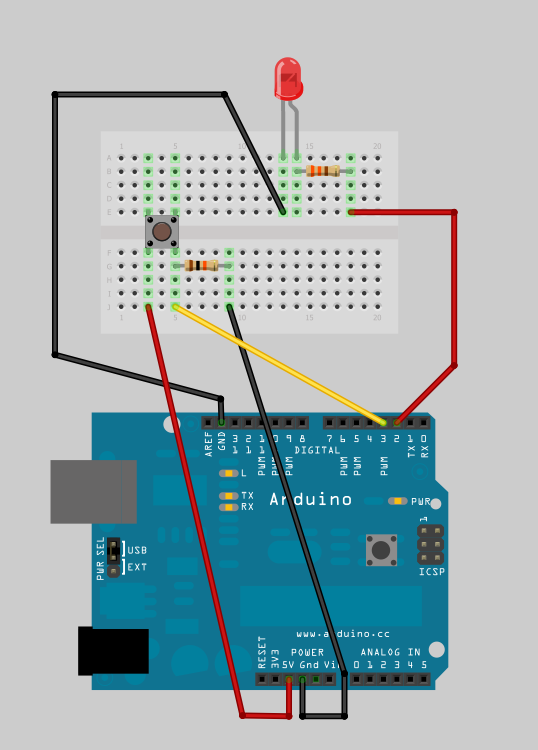 1 5 10 15 20
A
B
C
D
E
F
G
H
I
J
1 5 10 15 20
AREF
GND
13
12
11
10
9
8
7
6
5
4
3
2
1
0
TX
RX
PWM PWM PWM PWM PWM PWM
DIGITAL
L
TX
RX
Arduino
PWR
1
ICSP
PWR SEL
USB
EXT
www.arduino.cc
RESET
3V3
POWER
5V Gnd Vin
ANALOG IN
0 1 2 3 4 5